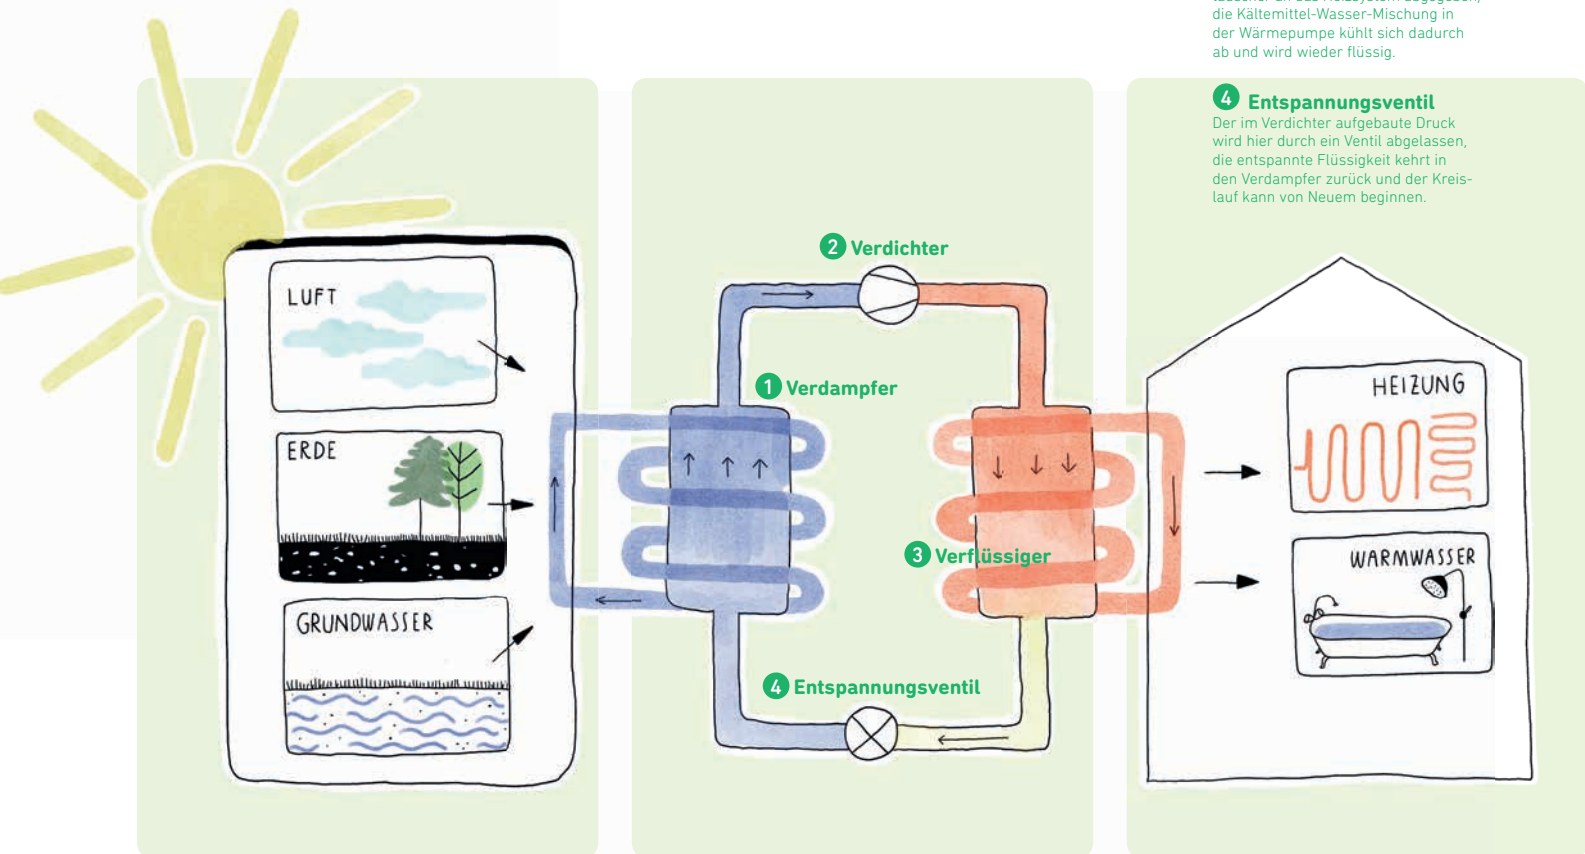 die Kältemittel-Wasser-Mischung in
der Wärmepumpe kühlt sich dadurch
ab und wird wieder flüssig.
4 Entspannungsventil
Der im Verdichter aufgebaute Druck
wird hier durch ein Ventil abgelassen,
die entspannte Flüssigkeit kehrt in
den Verdampfer zurück und der Kreis-
lauf kann von Neuem beginnen.
2 Verdichter
LUFT
1 Verdampfer
HEIZUNG
ERDE
3 Verflüssiger
WARMWASSER
GRUNDWASSER
4 Entspannungsventil